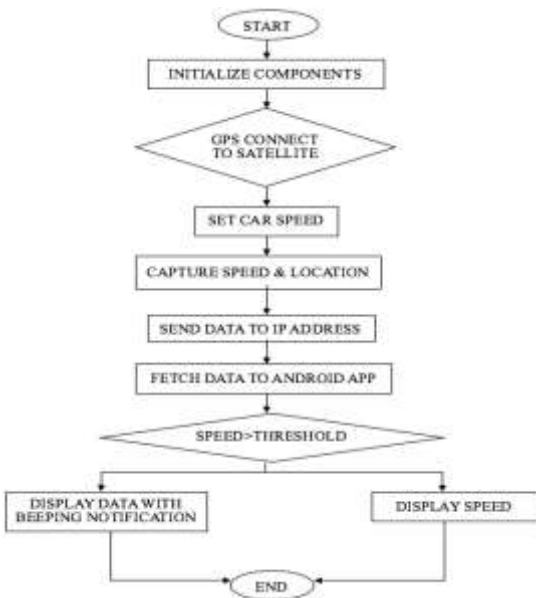 START
INITIALIZE COMPONENTS
GPS CONNECT
TO SATELLITE
SET CAR SPEED
CAPTURE SPEED & LOCATION
SEND DATA TO IP ADDRESS
FETCH DATA TO ANDROID APP
SPEED>THRESHOLD
DISPLAY DATA WITH
BEEPING NOTIFICATION
DISPLAY SPEED
END